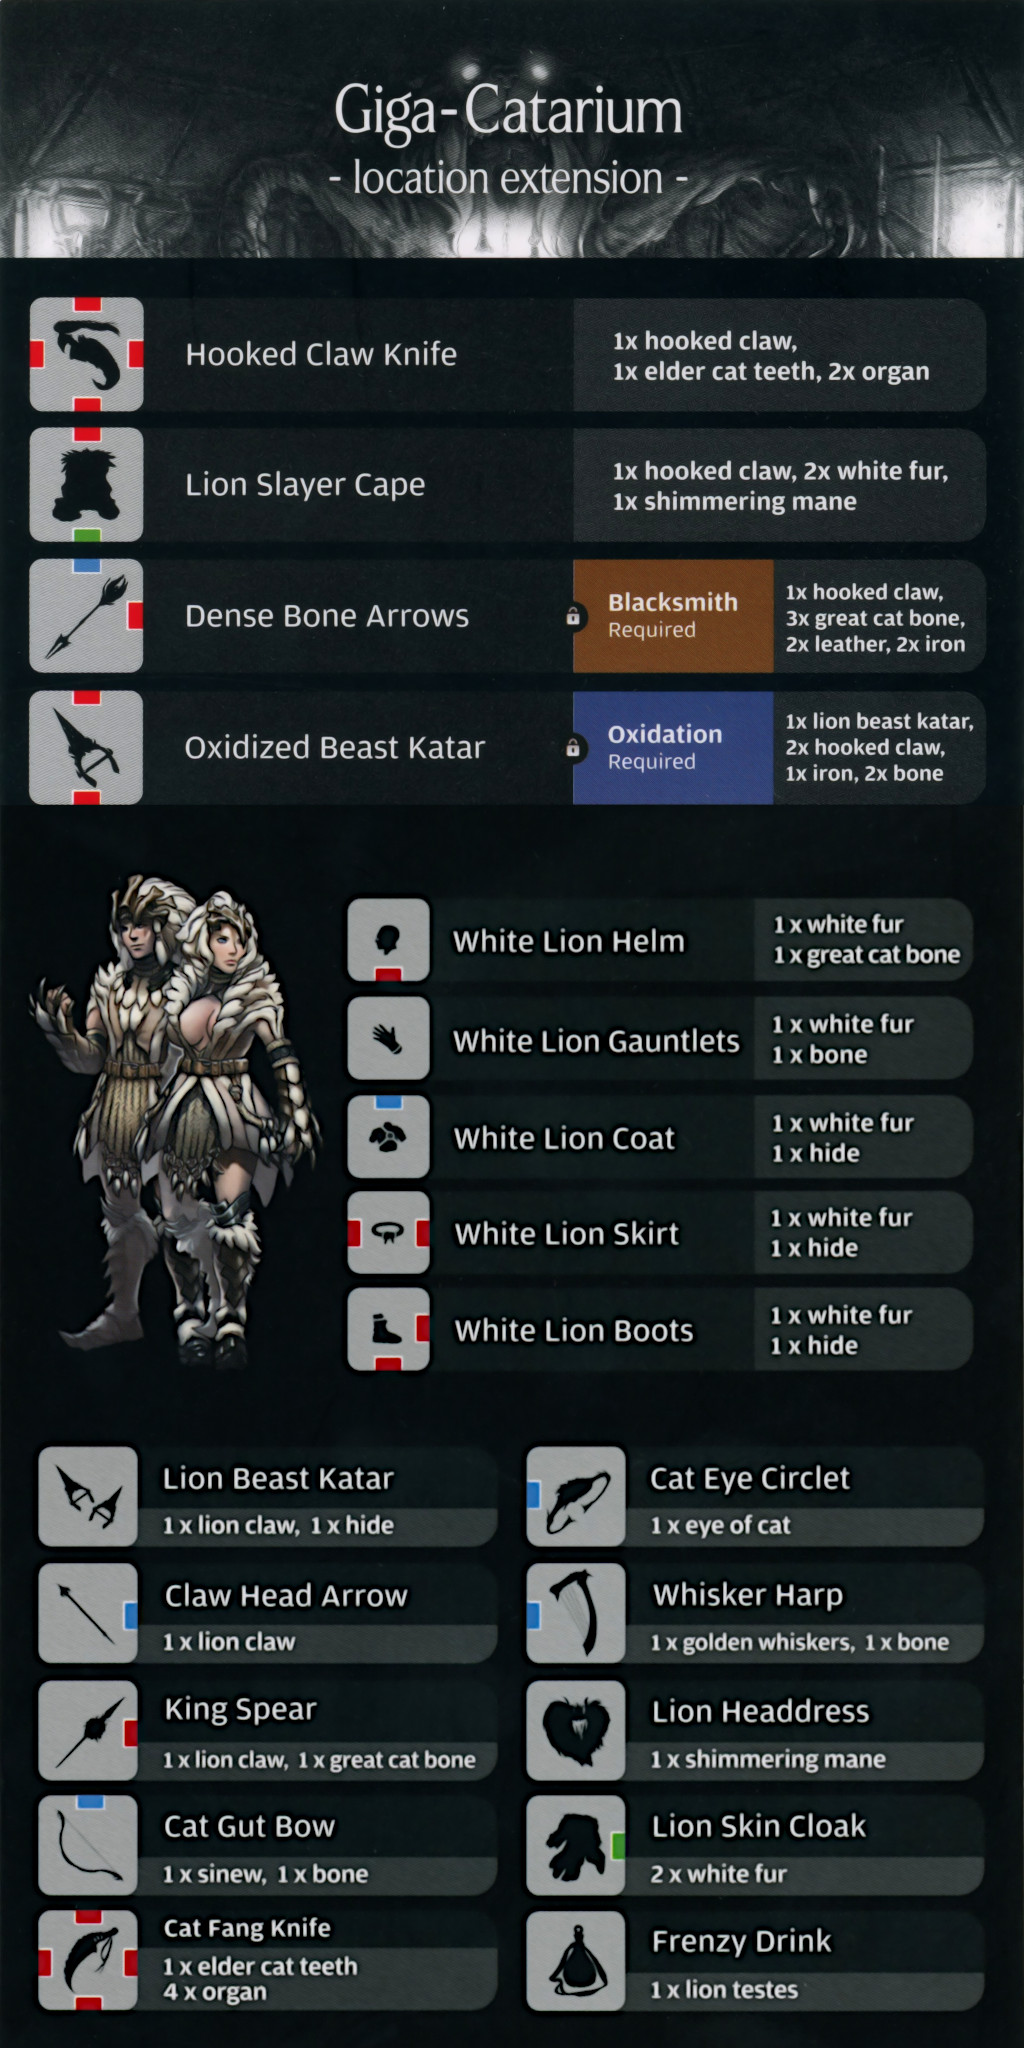 Giga-Catarium
- location extension -
Hooked Claw Knife
1x hooked claw,
1x elder cat teeth, 2x organ
Lion Slayer Cape
1x hooked claw, 2x white fur,
1x shimmering mane
Dense Bone Arrows
Blacksmith
Required
1x hooked claw,
3x great cat bone,
2x leather, 2x iron
Oxidized Beast Katar
Oxidation
Required
1x lion beast katar,
2x hooked claw,
1x iron, 2x bone
White Lion Helm
1 x white fur
1 x great cat bone
White Lion Gauntlets
1 x white fur
1 x bone
White Lion Coat
1 x white fur
1 x hide
White Lion Skirt
1 x white fur
1 x hide
White Lion Boots
1 x white fur
1 x hide
Lion Beast Katar
1 x lion claw, 1 x hide
Claw Head Arrow
1 x lion claw
King Spear
1 x lion claw, 1 x great cat bone
Cat Gut Bow
1 x sinew, 1 x bone
Cat Fang Knife
1 x elder cat teeth
4 x organ
Cat Eye Circlet
1 x eye of cat
Whisker Harp
1 x golden whiskers, 1 x bone
Lion Headdress
1 x shimmering mane
Lion Skin Cloak
2 x white fur
Frenzy Drink
1 x lion testes